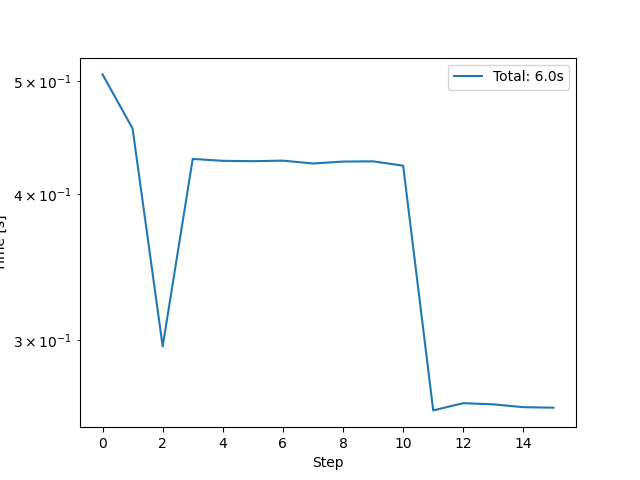 Total: 6.0s
5 × 10⁻¹
4 × 10⁻¹
3 × 10⁻¹
Time [s]
0 2 4 6 8 10 12 14
Step